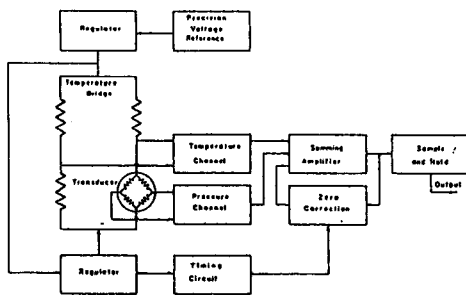 Regulator
Precision
Voltage
Reference
Temperature
Bridge
Temperature
Channel
Summing
Amplifier
Sample
and Hold
Transducer
Output
Pressure
Channel
Zero
Correction
Regulator
Timing
Circuit